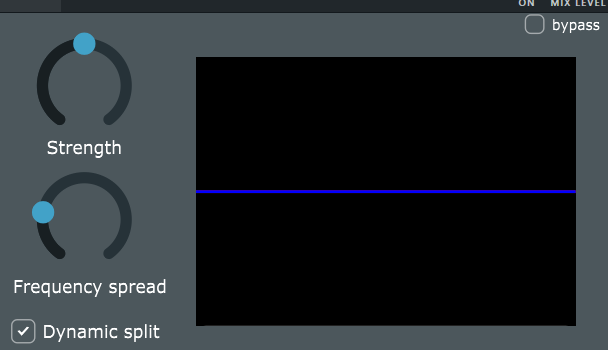 ON MIX LEVEL
bypass
Strength
Frequency spread
Dynamic split